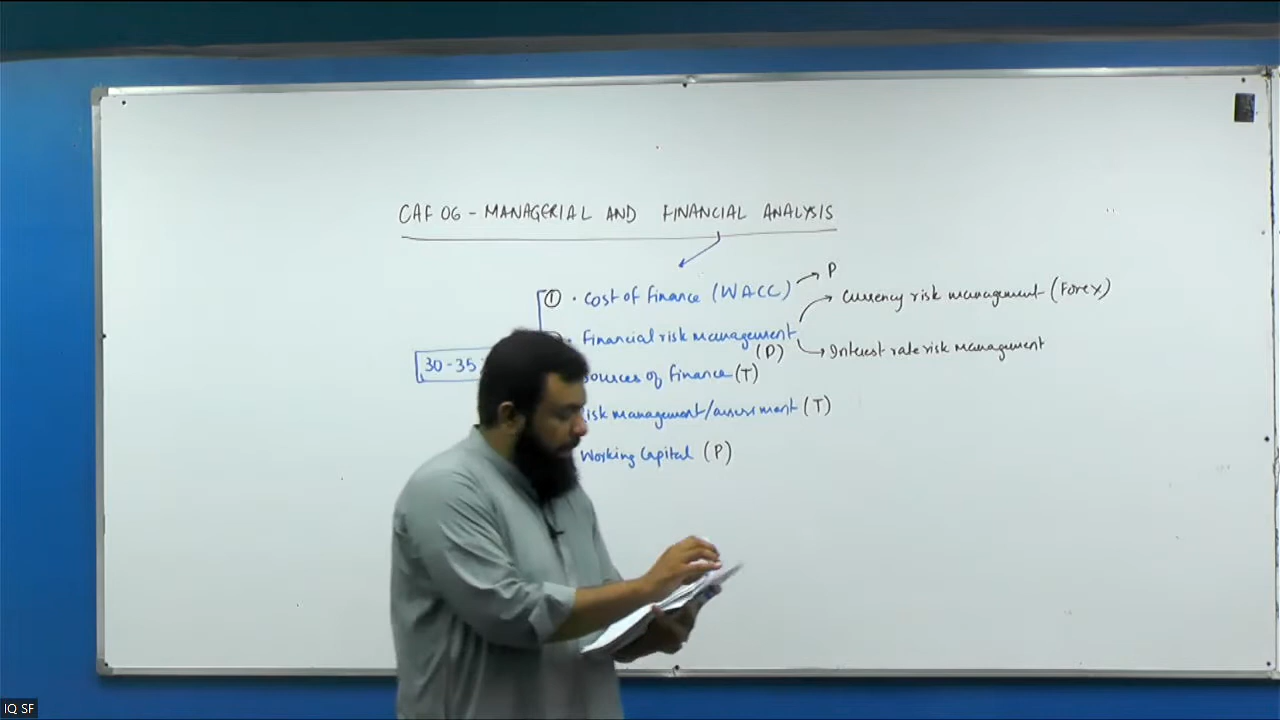 CAF 06 - MANAGERIAL AND FINANCIAL ANALYSIS
① · Cost of finance (WACC) P
Currency risk management (Forex)
· Financial risk management (P)
Interest rate risk management
30-35
Sources of finance (T)
isk management/assessment (T)
Working Capital (P)
IQ SF